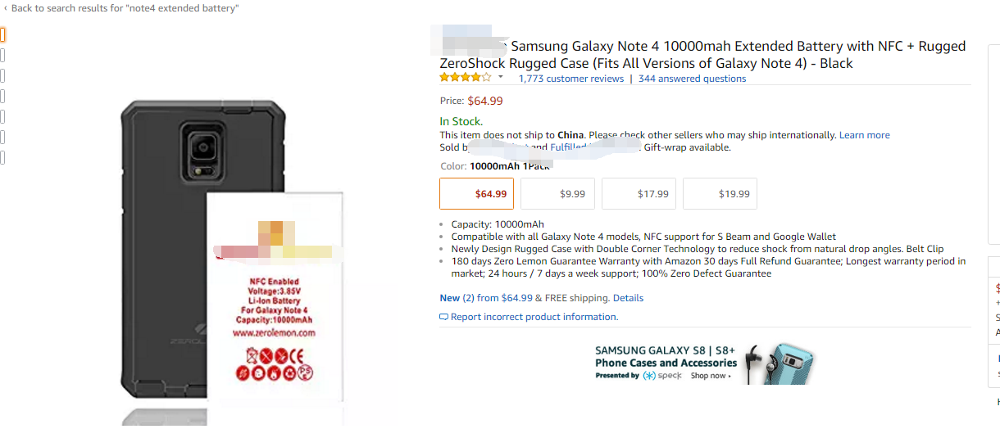 ‹ Back to search results for "note4 extended battery"
Samsung Galaxy Note 4 10000mah Extended Battery with NFC + Rugged
ZeroShock Rugged Case (Fits All Versions of Galaxy Note 4) - Black
1,773 customer reviews | 344 answered questions
Price: $64.99
In Stock.
This item does not ship to China. Please check other sellers who may ship internationally. Learn more
Sold by and Fulfilled . Gift-wrap available.
Color: 10000mAh 1Pack
$64.99 $9.99 $17.99 $19.99
Capacity: 10000mAh
Compatible with all Galaxy Note 4 models, NFC support for S Beam and Google Wallet
Newly Design Rugged Case with Double Corner Technology to reduce shock from natural drop angles. Belt Clip
180 days Zero Lemon Guarantee Warranty with Amazon 30 days Full Refund Guarantee; Longest warranty period in
market; 24 hours / 7 days a week support; 100% Zero Defect Guarantee
New (2) from $64.99 & FREE shipping. Details
Report incorrect product information.
NFC Enabled
Voltage:3.85V
Li-Ion Battery
For Galaxy Note 4
Capacity:10000mAh
www.zerolemon.com
CE
PS
SAMSUNG GALAXY S8 | S8+
Phone Cases and Accessories
Presented by speck Shop now